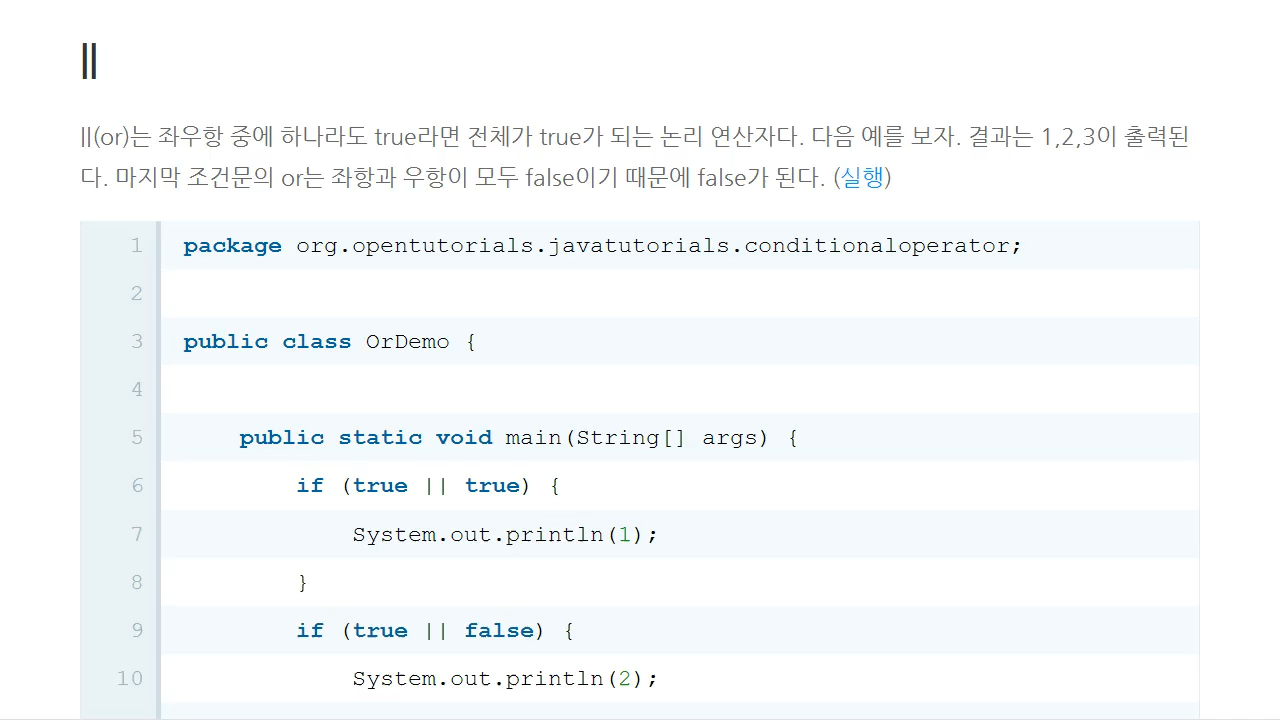 ||
||(or)는 좌우항 중에 하나라도 true라면 전체가 true가 되는 논리 연산자다. 다음 예를 보자. 결과는 1,2,3이 출력된
다. 마지막 조건문의 or는 좌항과 우항이 모두 false이기 때문에 false가 된다. (실행)
1 package org.opentutorials.javatutorials.conditionaloperator;
2
3 public class OrDemo {
4
5     public static void main(String[] args) {
6         if (true || true) {
7             System.out.println(1);
8         }
9         if (true || false) {
10             System.out.println(2);